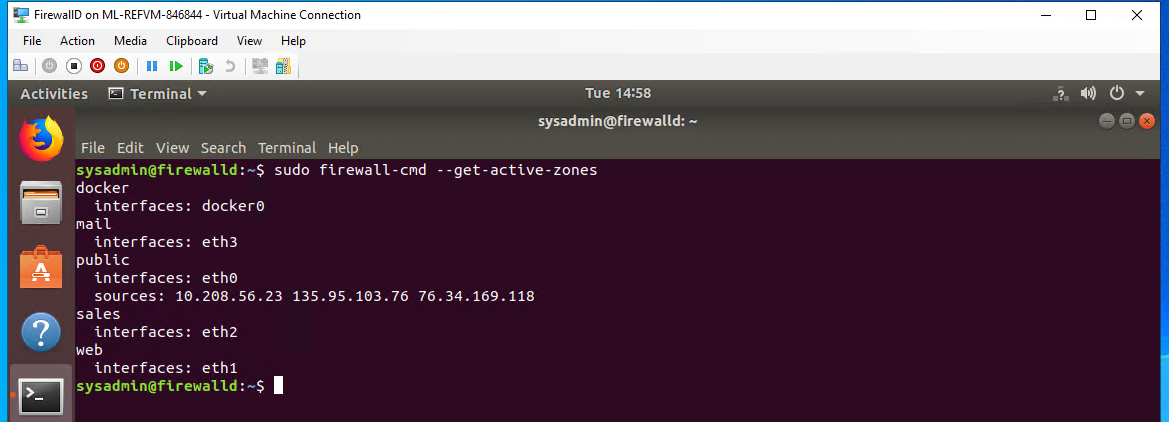 FirewallD on ML-REFVM-846844 - Virtual Machine Connection
File Action Media Clipboard View Help
Activities Terminal Tue 14:58
sysadmin@firewalld: ~
File Edit View Search Terminal Help
sysadmin@firewalld:~$ sudo firewall-cmd --get-active-zones
docker
  interfaces: docker0
mail
  interfaces: eth3
public
  interfaces: eth0
  sources: 10.208.56.23 135.95.103.76 76.34.169.118
sales
  interfaces: eth2
web
  interfaces: eth1
sysadmin@firewalld:~$